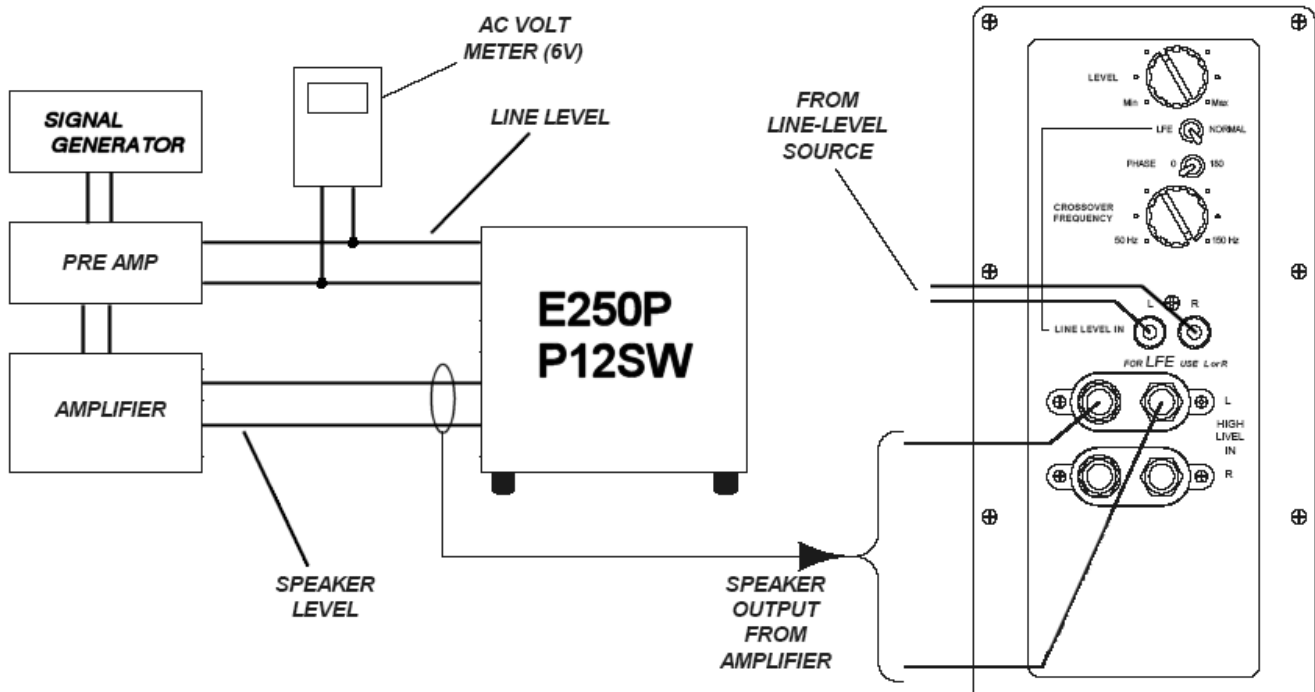 AC VOLT
METER (6V)
SIGNAL
GENERATOR
LINE LEVEL
PRE AMP
AMPLIFIER
E250P
P12SW
SPEAKER
LEVEL
FROM
LINE-LEVEL
SOURCE
SPEAKER
OUTPUT
FROM
AMPLIFIER
LEVEL
Min Max
LFE NORMAL
PHASE 0 180
CROSSOVER
FREQUENCY
50 Hz 150 Hz
L R
LINE LEVEL IN
FOR LFE USE L or R
L
HIGH
LIVEL
IN
R